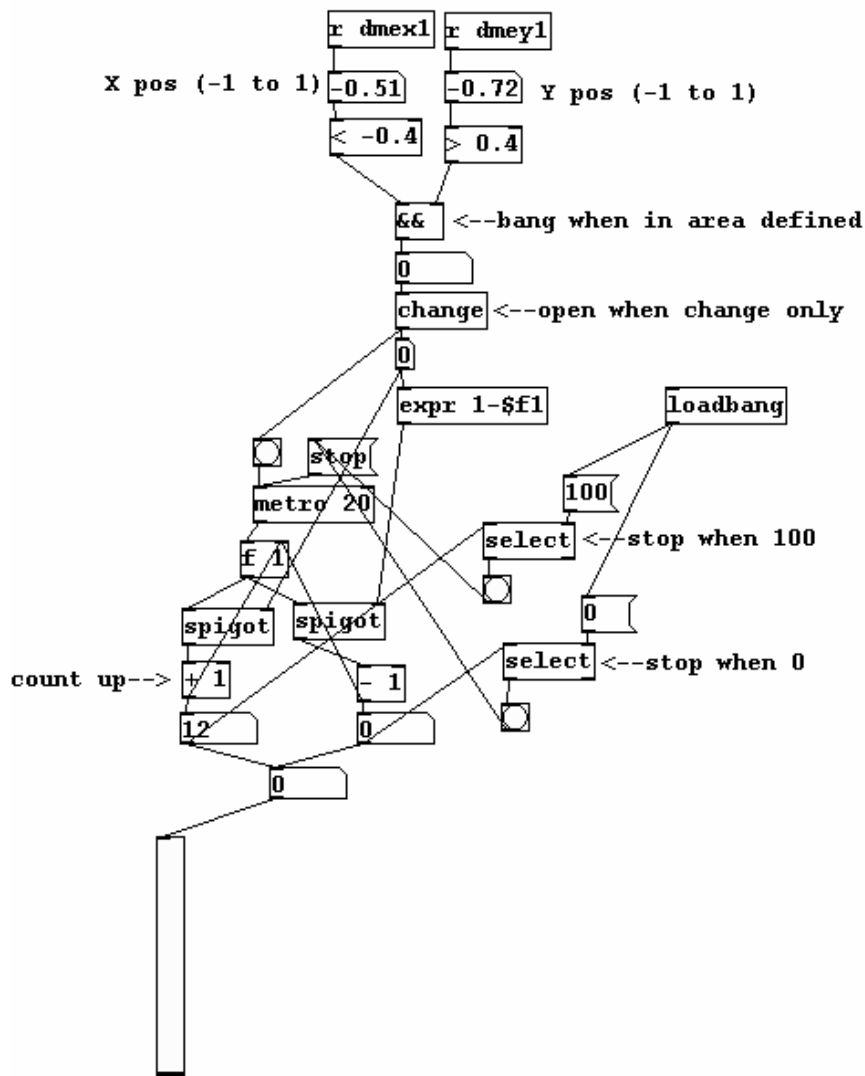 r dmex1
r dmey1
X pos (-1 to 1)
-0.51
-0.72
Y pos (-1 to 1)
< -0.4
> 0.4
&&
<--bang when in area defined
0
change
<--open when change only
0
expr 1-$f1
loadbang
stop
100
metro 20
select
<--stop when 100
f 1
0
spigot
spigot
select
<--stop when 0
count up-->
+ 1
- 1
12
0
0